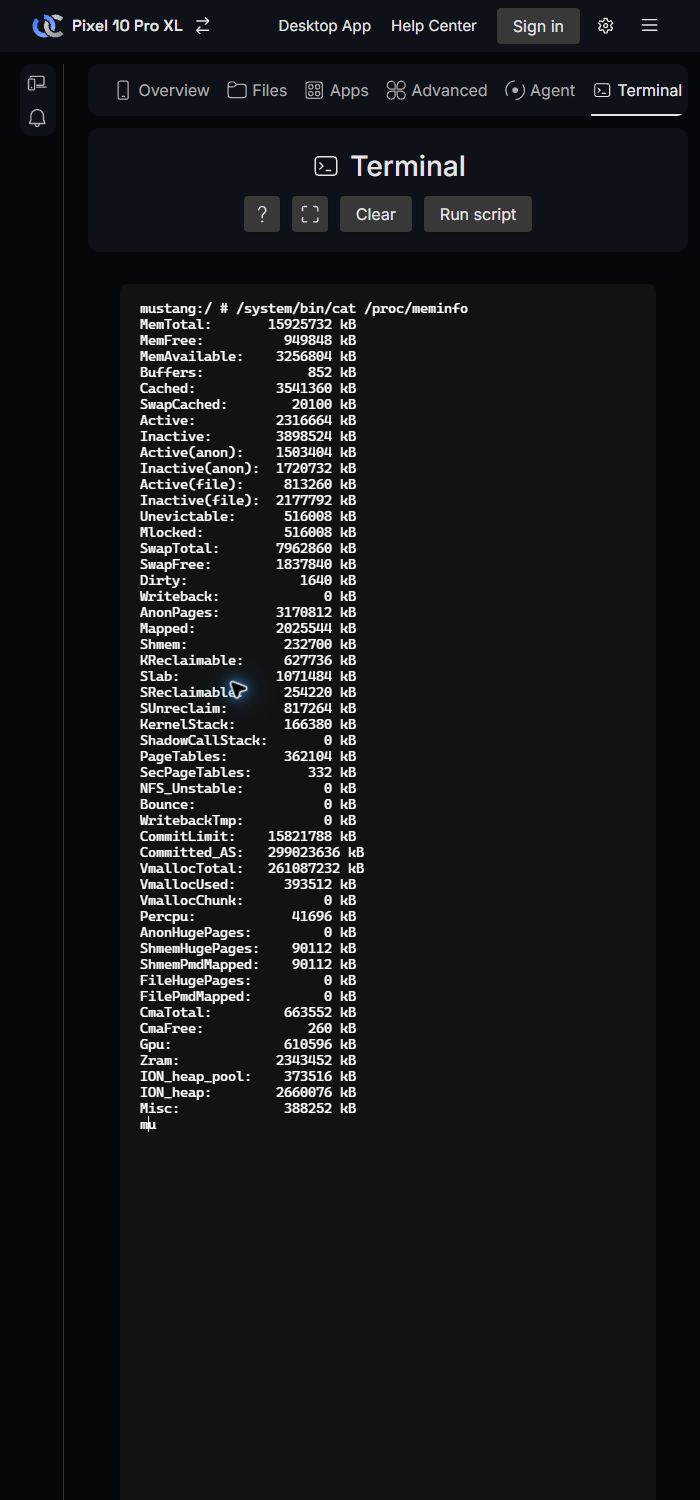 Pixel 10 Pro XL
Desktop App
Help Center
Sign in
Overview
Files
Apps
Advanced
Agent
Terminal
Terminal
?
Clear
Run script
mustang:/ # /system/bin/cat /proc/meminfo
MemTotal:       15925732 kB
MemFree:          949848 kB
MemAvailable:    3256804 kB
Buffers:             852 kB
Cached:          3541360 kB
SwapCached:        20100 kB
Active:          2316664 kB
Inactive:        3898524 kB
Active(anon):    1503404 kB
Inactive(anon):  1720732 kB
Active(file):     813260 kB
Inactive(file):  2177792 kB
Unevictable:      516008 kB
Mlocked:          516008 kB
SwapTotal:       7962860 kB
SwapFree:        1837840 kB
Dirty:              1640 kB
Writeback:             0 kB
AnonPages:       3170812 kB
Mapped:          2025544 kB
Shmem:            232700 kB
KReclaimable:     627736 kB
Slab:            1071484 kB
SReclaimable      254220 kB
SUnreclaim:       817264 kB
KernelStack:      166380 kB
ShadowCallStack:       0 kB
PageTables:       362104 kB
SecPageTables:       332 kB
NFS_Unstable:          0 kB
Bounce:                0 kB
WritebackTmp:          0 kB
CommitLimit:    15821788 kB
Committed_AS:   299023636 kB
VmallocTotal:   261087232 kB
VmallocUsed:      393512 kB
VmallocChunk:          0 kB
Percpu:            41696 kB
AnonHugePages:         0 kB
ShmemHugePages:    90112 kB
ShmemPmdMapped:    90112 kB
FileHugePages:         0 kB
FilePmdMapped:         0 kB
CmaTotal:         663552 kB
CmaFree:             260 kB
Gpu:              610596 kB
Zram:            2343452 kB
ION_heap_pool:    373516 kB
ION_heap:        2660076 kB
Misc:             388252 kB
mu